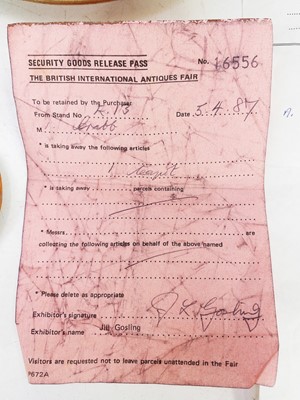 SECURITY GOODS RELEASE PASS No. 16556
THE BRITISH INTERNATIONAL ANTIQUES FAIR
To be retained by the Purchaser
From Stand No Date 5.4.87
M
* is taking away the following articles
1
* is taking away parcels containing
* Messrs are
collecting the following articles on behalf of the above named
* Please delete as appropriate
Exhibitor's signature J L Gosling
Exhibitor's name Jill Gosling
Visitors are requested not to leave parcels unattended in the Fair
P672A